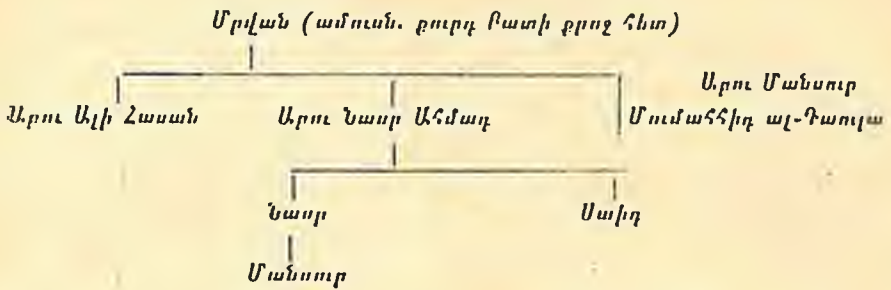 Մրվան (ամուսն. քուրդ Բատի քրոջ հետ)
Աբու Մանսուր
Աբու Ալի Հասան Աբու Նասր Ահմադ Մումահհիդ ալ-Դաուլա
Նասր Սաիդ
Մանսուր